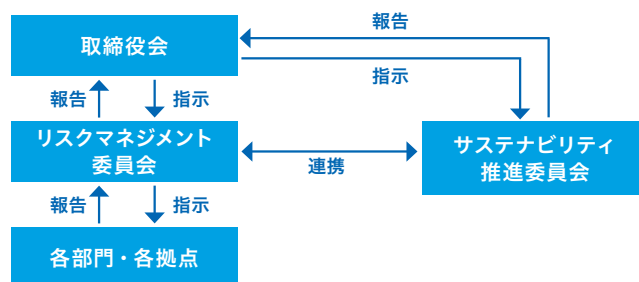 報告
取締役会
指示
報告
指示
リスクマネジメント
委員会
連携
サステナビリティ
推進委員会
報告
指示
各部門・各拠点